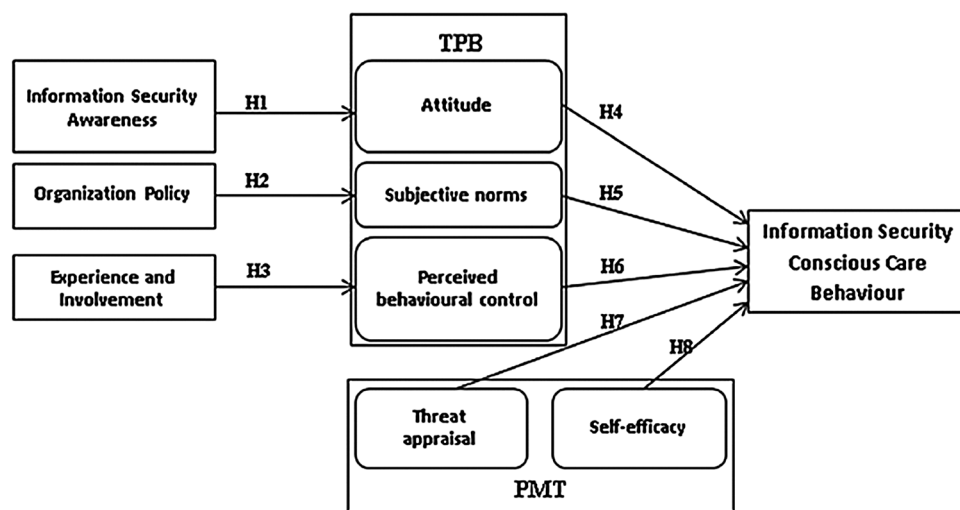 TPB
Information Security
Awareness
H1
Attitude
H4
Organization Policy
H2
Subjective norms
H5
Information Security
Conscious Care
Behaviour
Experience and
Involvement
H3
Perceived
behavioural control
H6
H7
H8
Threat
appraisal
Self-efficacy
PMT